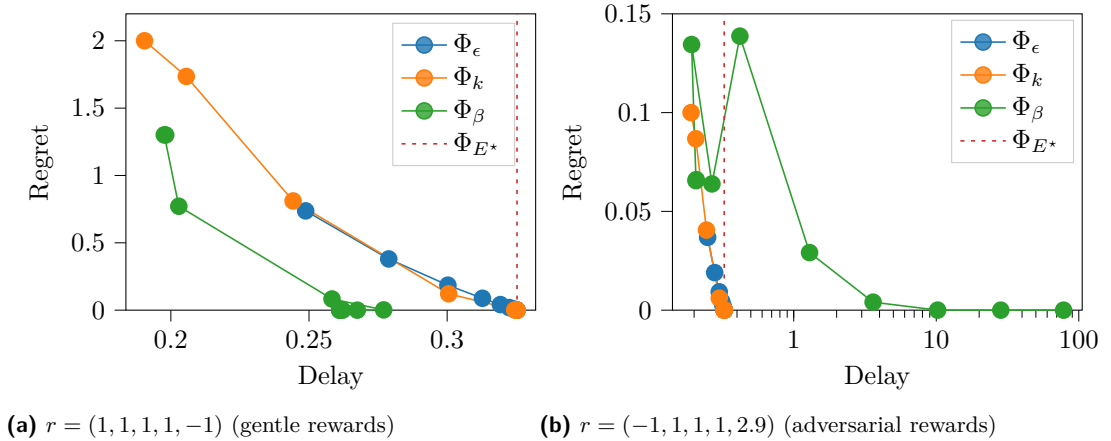 2
1.5
1
0.5
0
Regret
0.2
0.25
0.3
Delay
Φ_ϵ
Φ_k
Φ_β
Φ_{E⋆}
0.15
0.1
0.05
0
Regret
1
10
100
Delay
Φ_ϵ
Φ_k
Φ_β
Φ_{E⋆}
(a) r = (1, 1, 1, 1, −1) (gentle rewards)
(b) r = (−1, 1, 1, 1, 2.9) (adversarial rewards)